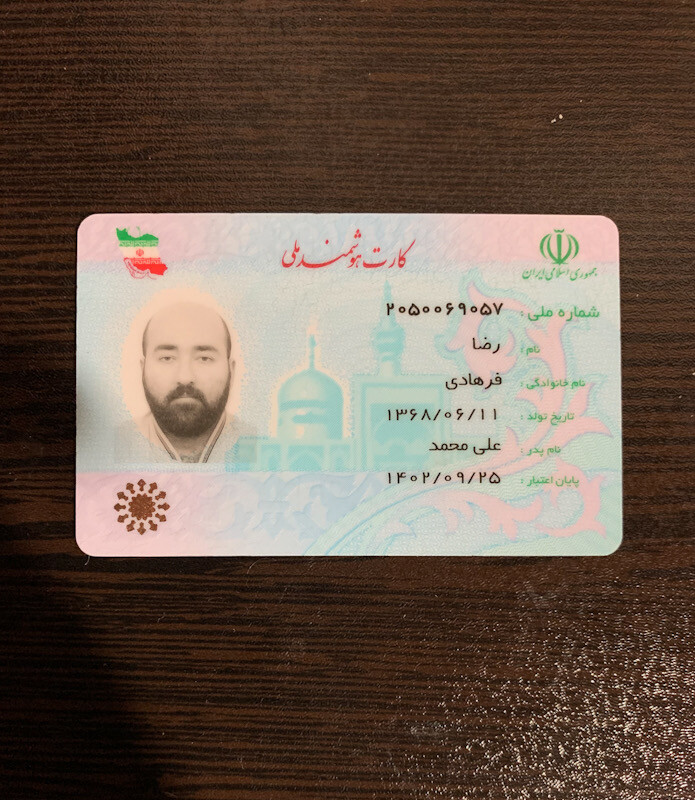 کارت هوشمند ملی
جمهوری اسلامی ایران
شماره ملی: ۲۰۵۰۰۶۹۰۵۷
نام: رضا
نام خانوادگی: فرهادی
تاریخ تولد: ۱۳۶۸/۰۶/۱۱
نام پدر: علی محمد
پایان اعتبار: ۱۴۰۲/۰۹/۲۵